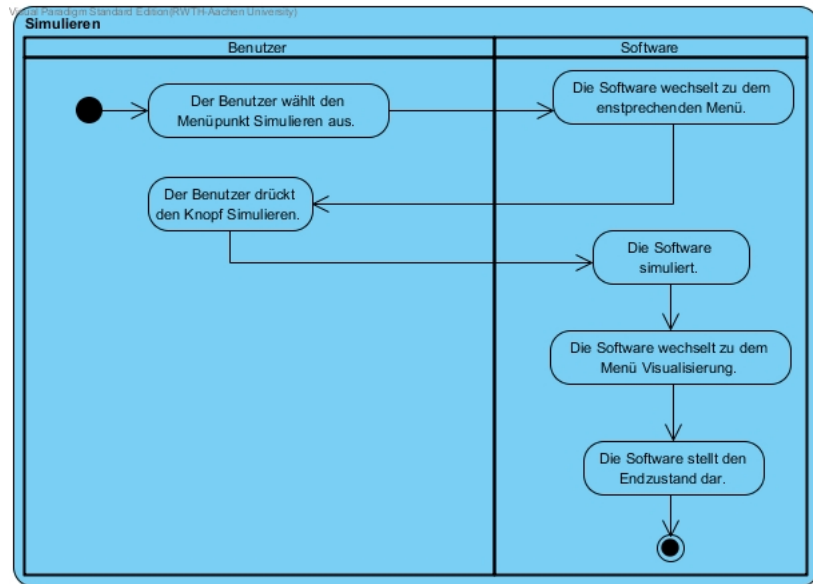 Visual Paradigm Standard Edition(RWTH-Aachen University)
Simulieren
Benutzer
Software
Der Benutzer wählt den
Menüpunkt Simulieren aus.
Die Software wechselt zu dem
enstprechenden Menü.
Der Benutzer drückt
den Knopf Simulieren.
Die Software
simuliert.
Die Software wechselt zu dem
Menü Visualisierung.
Die Software stellt den
Endzustand dar.